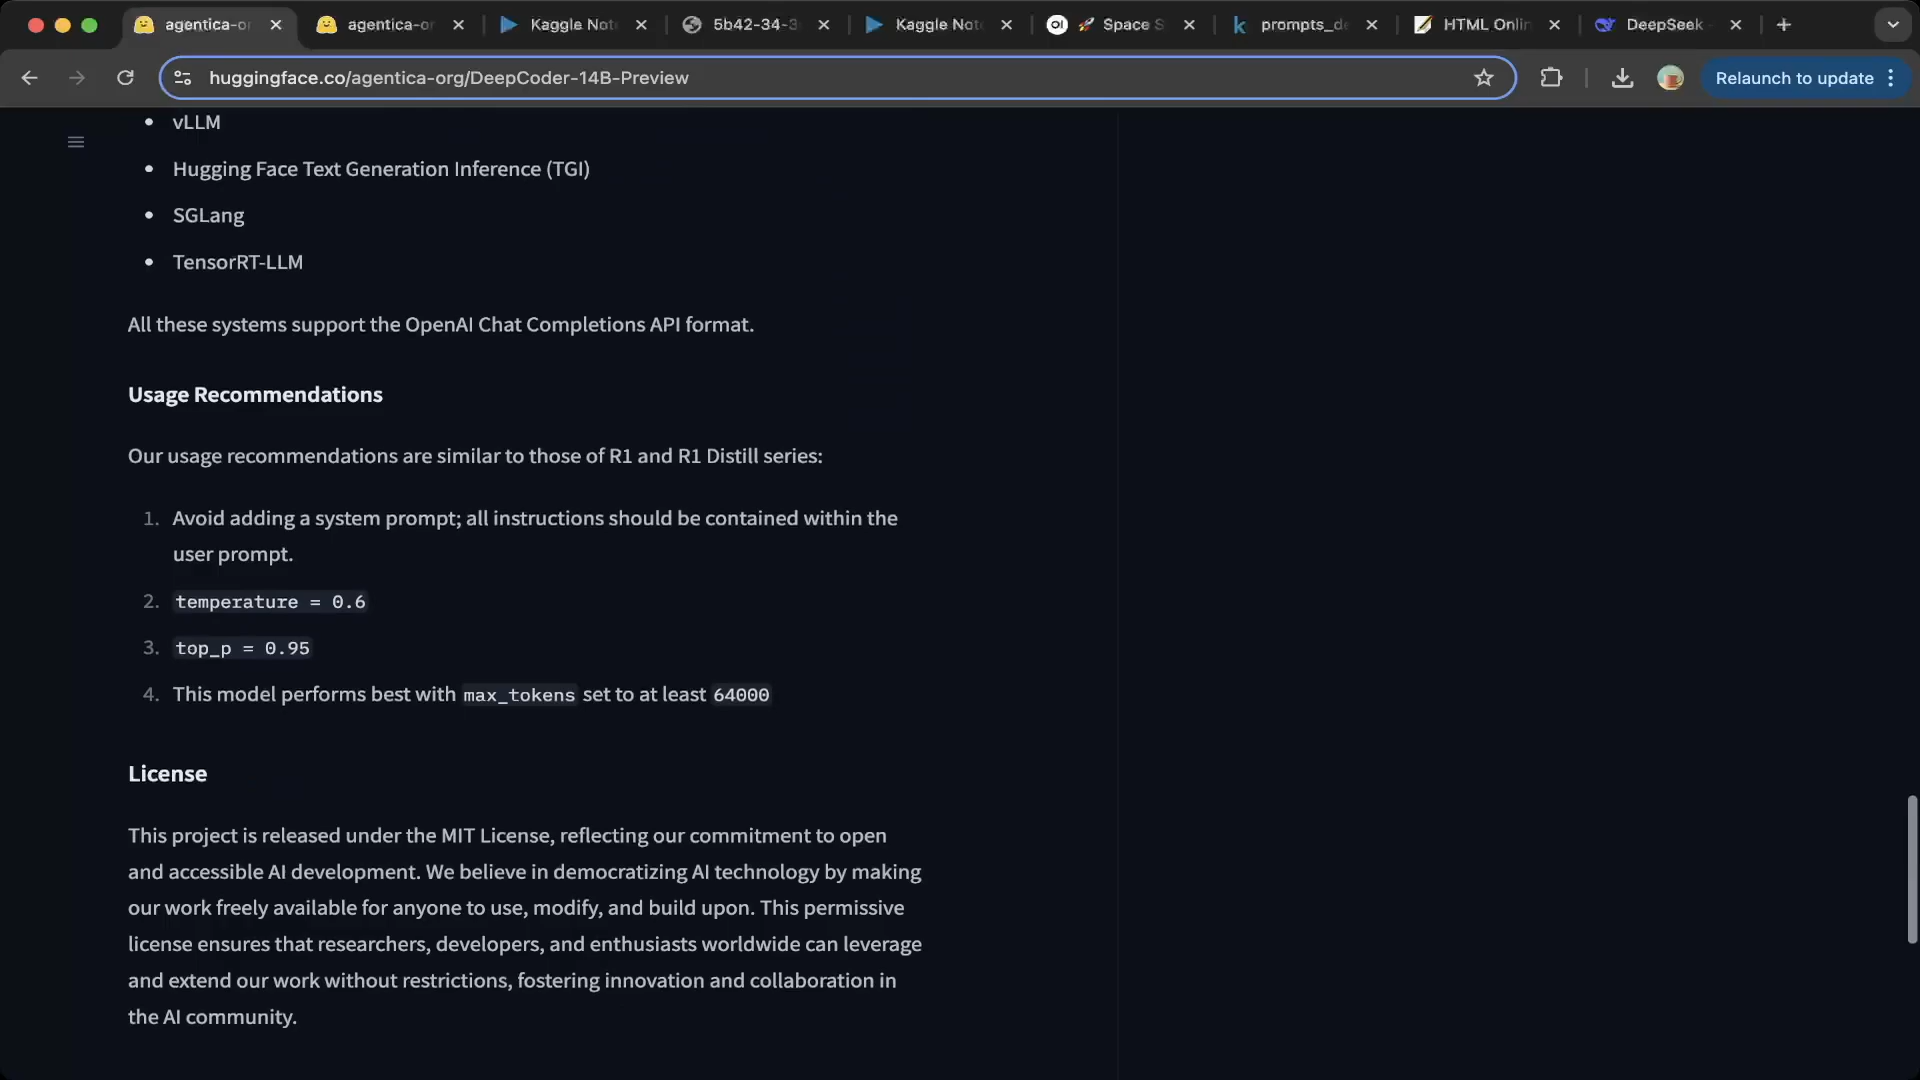 agentica-or
agentica-or
Kaggle Not
5b42-34-3
Kaggle Not
Space S
prompts_de
HTML Onlin
DeepSeek
huggingface.co/agentica-org/DeepCoder-14B-Preview
Relaunch to update
• vLLM
• Hugging Face Text Generation Inference (TGI)
• SGLang
• TensorRT-LLM
All these systems support the OpenAI Chat Completions API format.
Usage Recommendations
Our usage recommendations are similar to those of R1 and R1 Distill series:
1. Avoid adding a system prompt; all instructions should be contained within the
user prompt.
2. temperature = 0.6
3. top_p = 0.95
4. This model performs best with max_tokens set to at least 64000
License
This project is released under the MIT License, reflecting our commitment to open
and accessible AI development. We believe in democratizing AI technology by making
our work freely available for anyone to use, modify, and build upon. This permissive
license ensures that researchers, developers, and enthusiasts worldwide can leverage
and extend our work without restrictions, fostering innovation and collaboration in
the AI community.